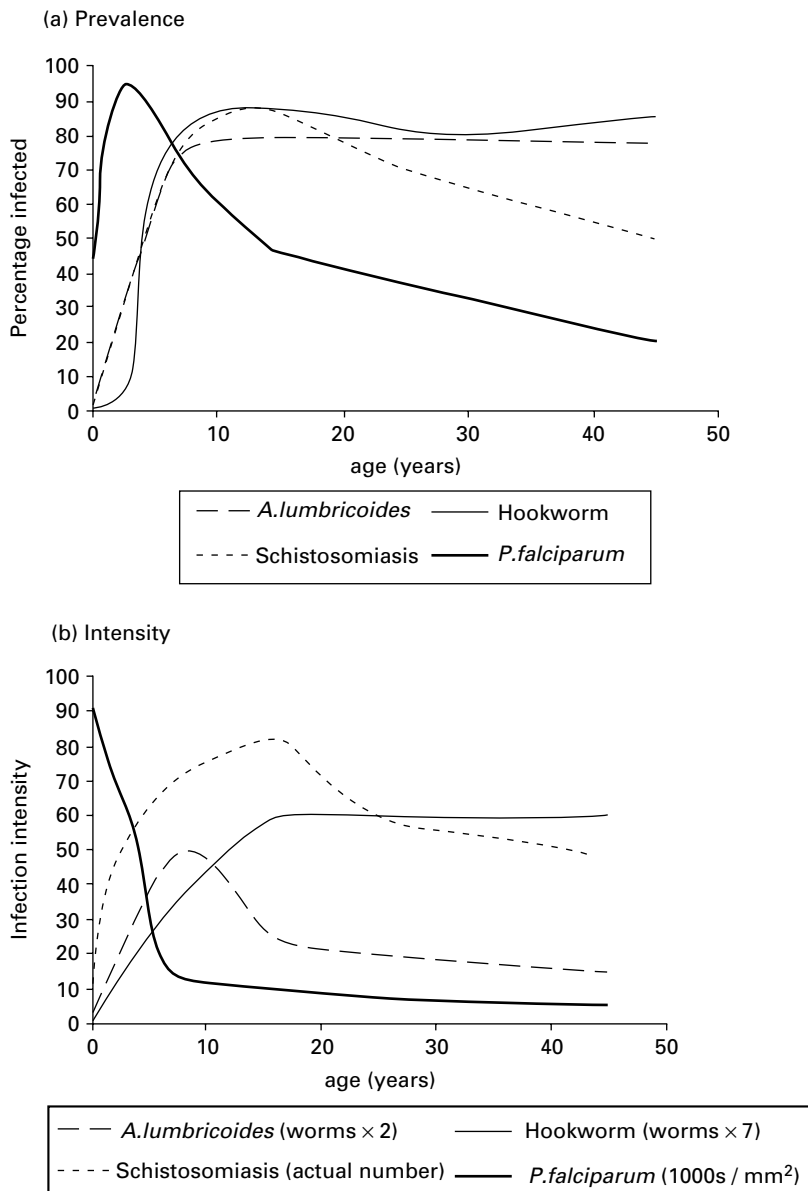 (a) Prevalence
100
90
80
70
60
50
40
30
20
10
0
Percentage infected
0 10 20 30 40 50
age (years)
A.lumbricoides Hookworm
Schistosomiasis P.falciparum
(b) Intensity
100
90
80
70
60
50
40
30
20
10
0
Infection intensity
0 10 20 30 40 50
age (years)
A.lumbricoides (worms × 2) Hookworm (worms × 7)
Schistosomiasis (actual number) P.falciparum (1000s / mm²)